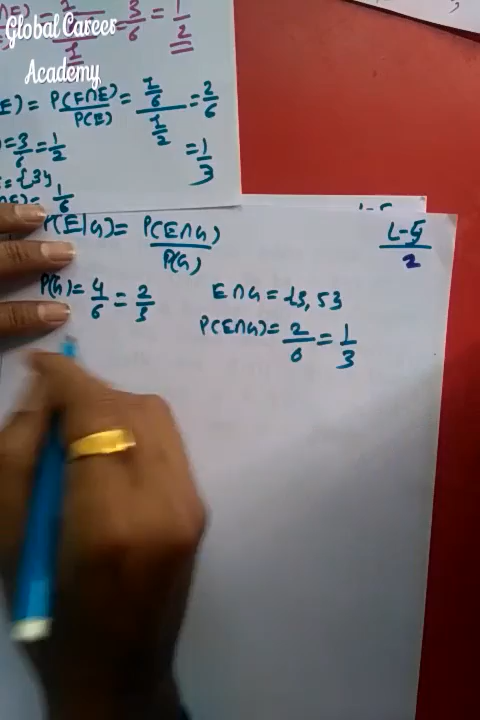 Global Career
Academy
= 3/6 = 1/2
E) = P(F∩E)/P(E) = 1/6 / 1/2 = 2/6
= 3/6 = 1/2
= 1/3
= {3}
= 1/6
P(E|G) = P(E∩G)/P(G)
L-5/2
P(G) = 4/6 = 2/3
E∩G = {3,5}
P(E∩G) = 2/6 = 1/3